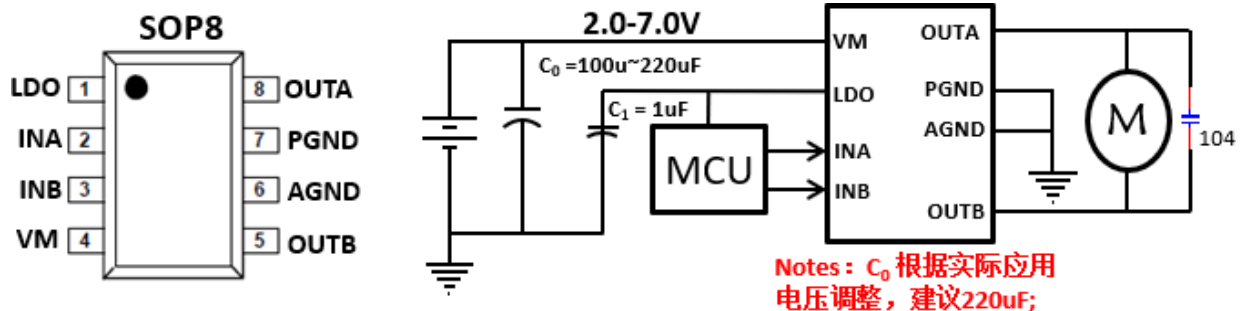 SOP8
LDO 1 8 OUTA
INA 2 7 PGND
INB 3 6 AGND
VM 4 5 OUTB
2.0-7.0V
C₀ =100u~220uF
C₁ = 1uF
MCU
VM OUTA
LDO PGND
AGND
INA
INB
OUTB
M
104
Notes：C₀ 根据实际应用
电压调整，建议220uF;